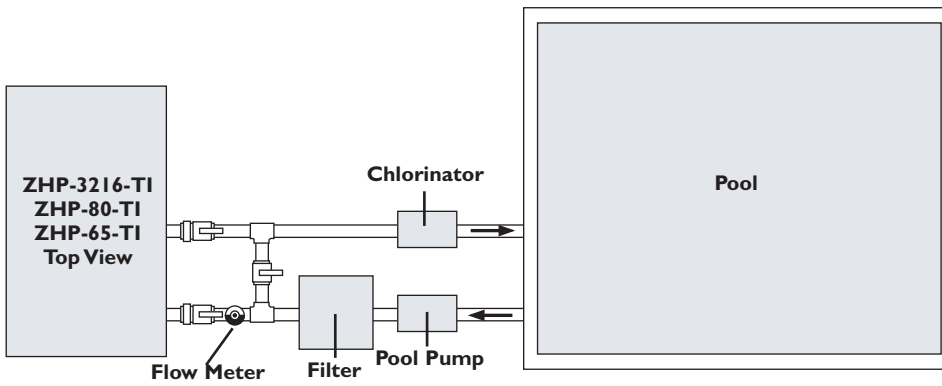 ZHP-3216-TI
ZHP-80-TI
ZHP-65-TI
Top View
Chlorinator
Pool
Flow Meter
Filter
Pool Pump